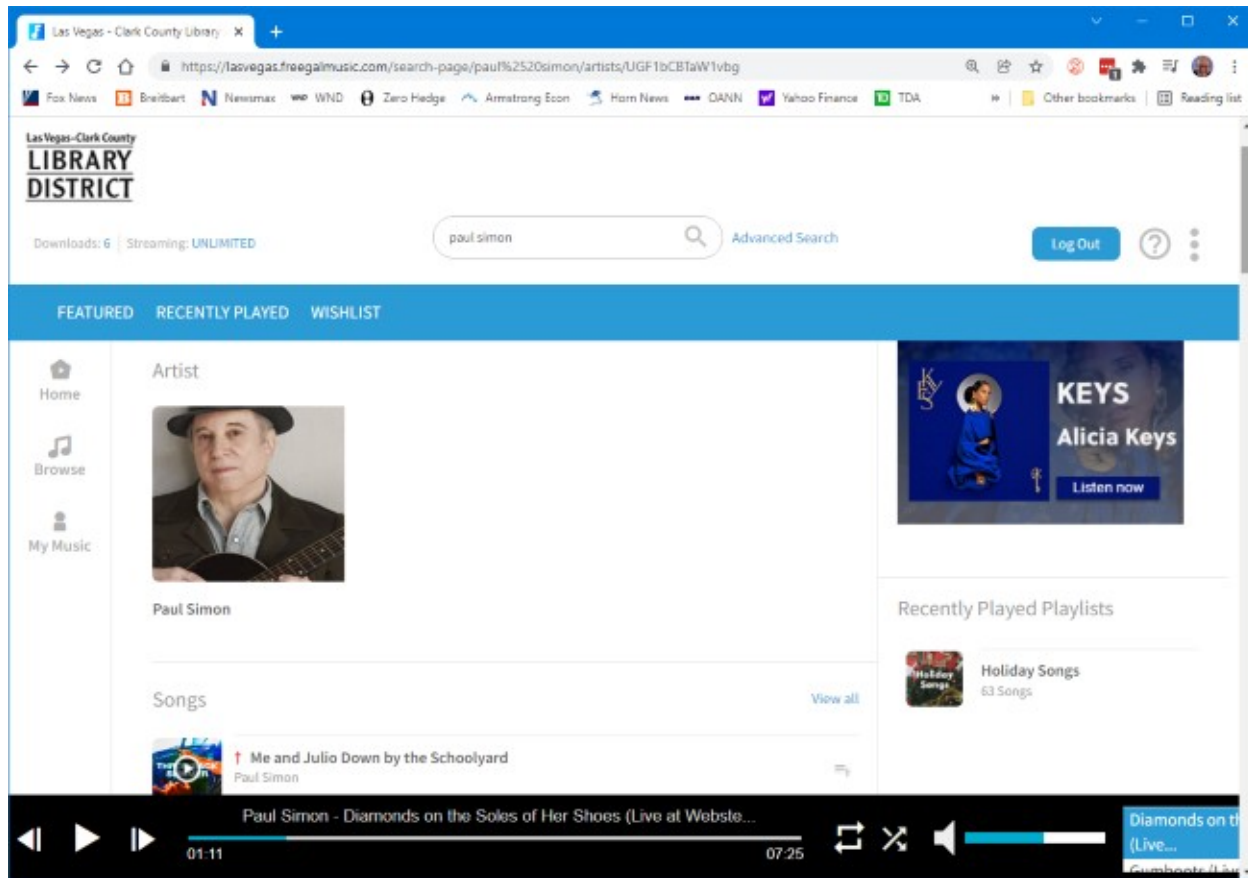 Las Vegas - Clark County Library
https://lasvegas.freegalmusic.com/search-page/paul%2520simon/artists/UGF1bCBTaW1vbg
Fox News Breitbart Newsmax WND Zero Hedge Armstrong Econ Horn News OANN Yahoo Finance TDA » Other bookmarks Reading list
Las Vegas-Clark County
LIBRARY
DISTRICT
Downloads: 6 Streaming: UNLIMITED
paul simon
Advanced Search
Log Out
FEATURED RECENTLY PLAYED WISHLIST
Home
Browse
My Music
Artist
Paul Simon
KEYS
KEYS
Alicia Keys
Listen now
Recently Played Playlists
Holiday Songs
Holiday Songs
63 Songs
Songs
View all
† Me and Julio Down by the Schoolyard
Paul Simon
Paul Simon - Diamonds on the Soles of Her Shoes (Live at Webste...
01:11
07:25
Diamonds on th
(Live...
Gumboots (Live